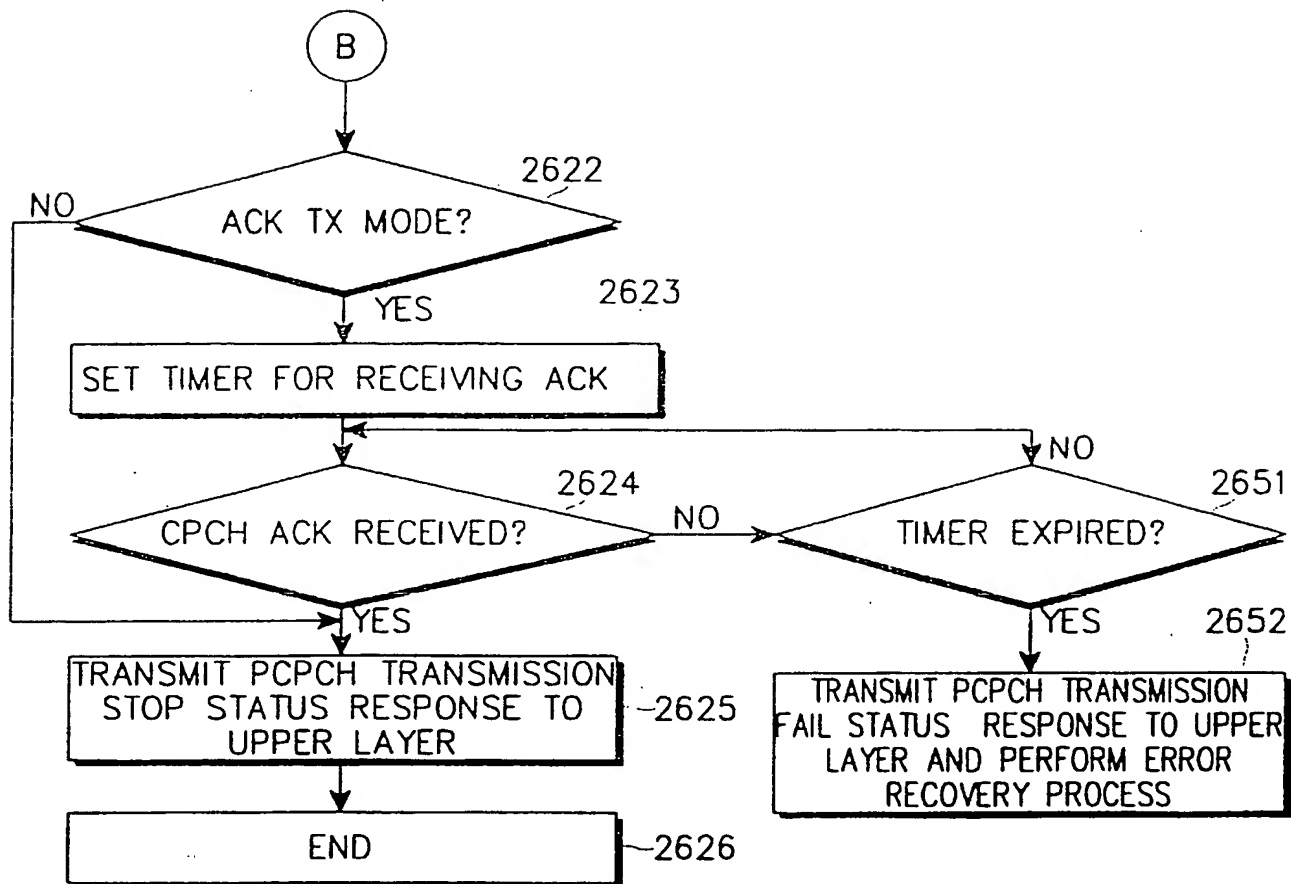 B
2622
NO
ACK TX MODE?
YES
2623
SET TIMER FOR RECEIVING ACK
NO
2624
2651
CPCH ACK RECEIVED?
NO
TIMER EXPIRED?
YES
YES
2652
TRANSMIT PCPCH TRANSMISSION
STOP STATUS RESPONSE TO
UPPER LAYER
2625
TRANSMIT PCPCH TRANSMISSION
FAIL STATUS RESPONSE TO UPPER
LAYER AND PERFORM ERROR
RECOVERY PROCESS
END
2626